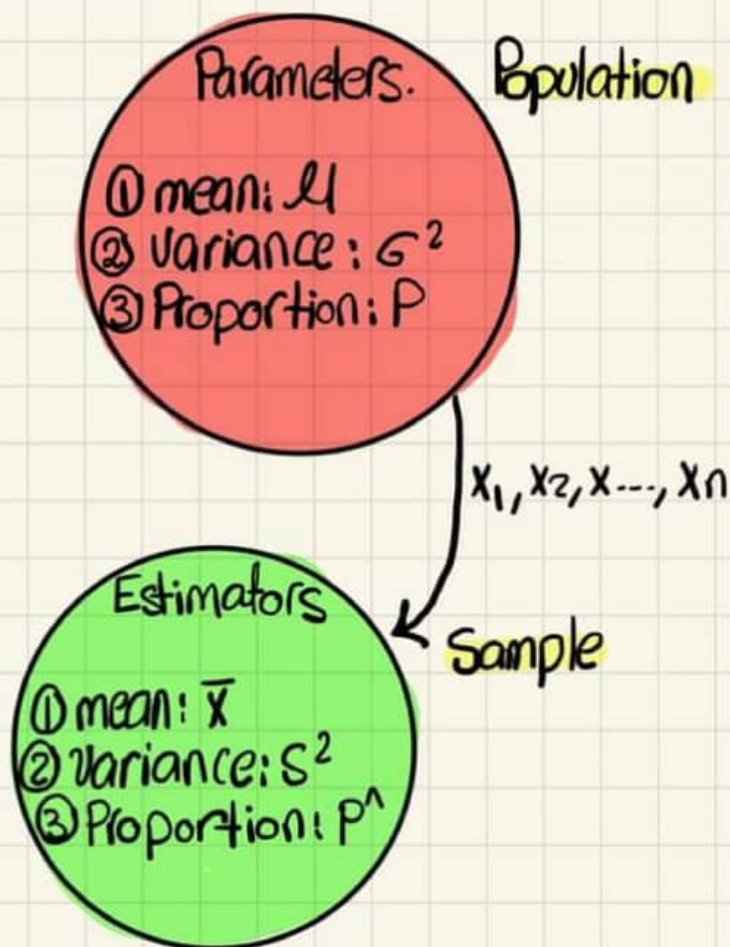 Parameters.
Population
① mean: μ
② Variance: σ²
③ Proportion: P
x₁, x₂, x...., xn
Estimators
Sample
① mean: x̄
② Variance: S²
③ Proportion: P^